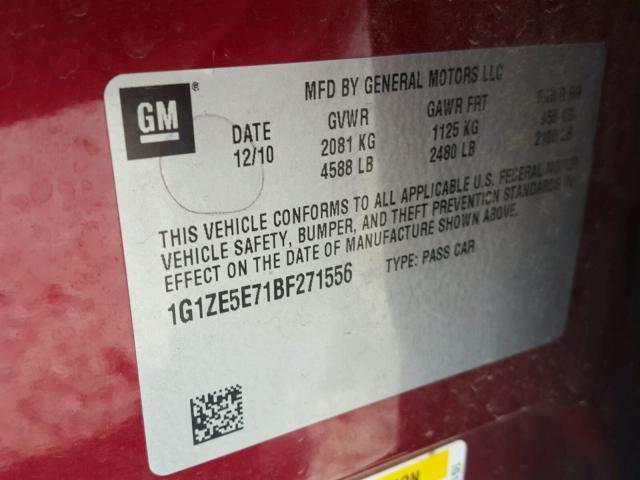 GM ®
MFD BY GENERAL MOTORS LLC
DATE GVWR GAWR FRT
12/10 2081 KG 1125 KG
4588 LB 2480 LB
THIS VEHICLE CONFORMS TO ALL APPLICABLE U.S. FEDERAL MOTOR
VEHICLE SAFETY, BUMPER, AND THEFT PREVENTION STANDARDS IN
EFFECT ON THE DATE OF MANUFACTURE SHOWN ABOVE.
1G1ZE5E71BF271556 TYPE: PASS CAR